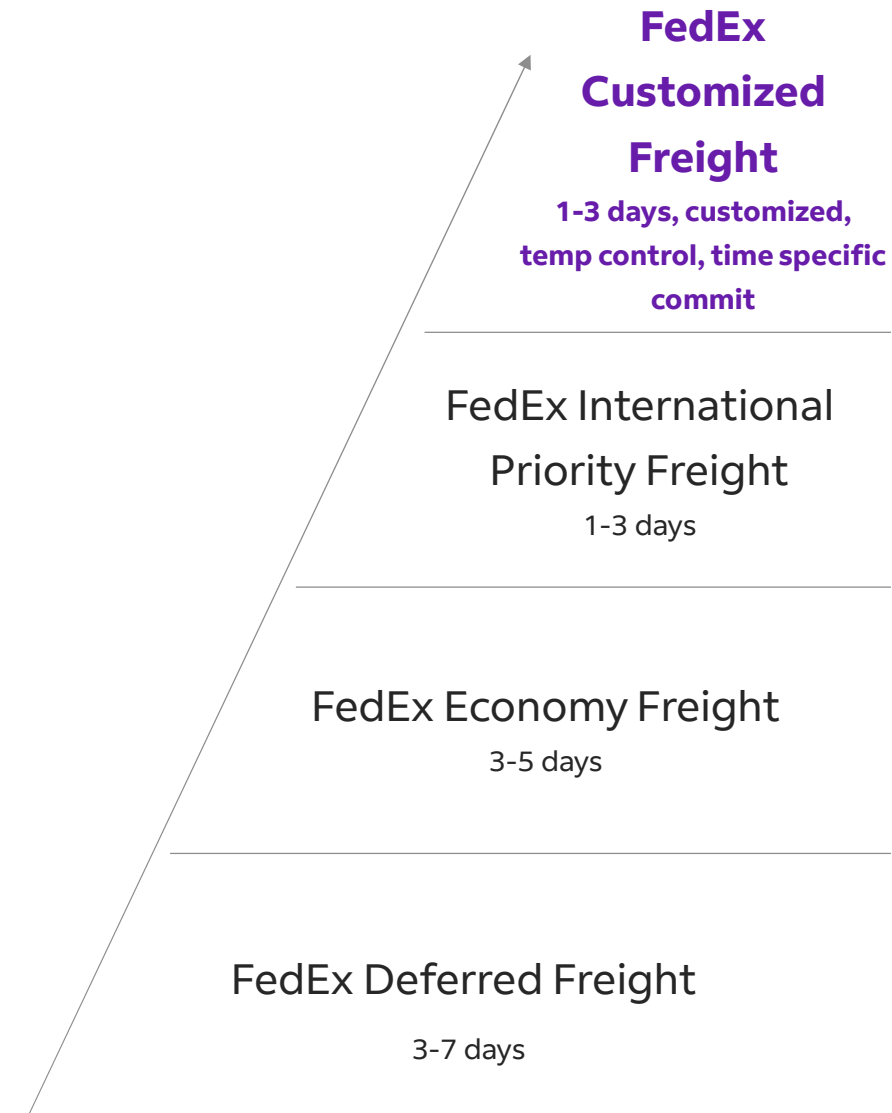 FedEx
Customized
Freight
1-3 days, customized,
temp control, time specific
commit
FedEx International
Priority Freight
1-3 days
FedEx Economy Freight
3-5 days
FedEx Deferred Freight
3-7 days